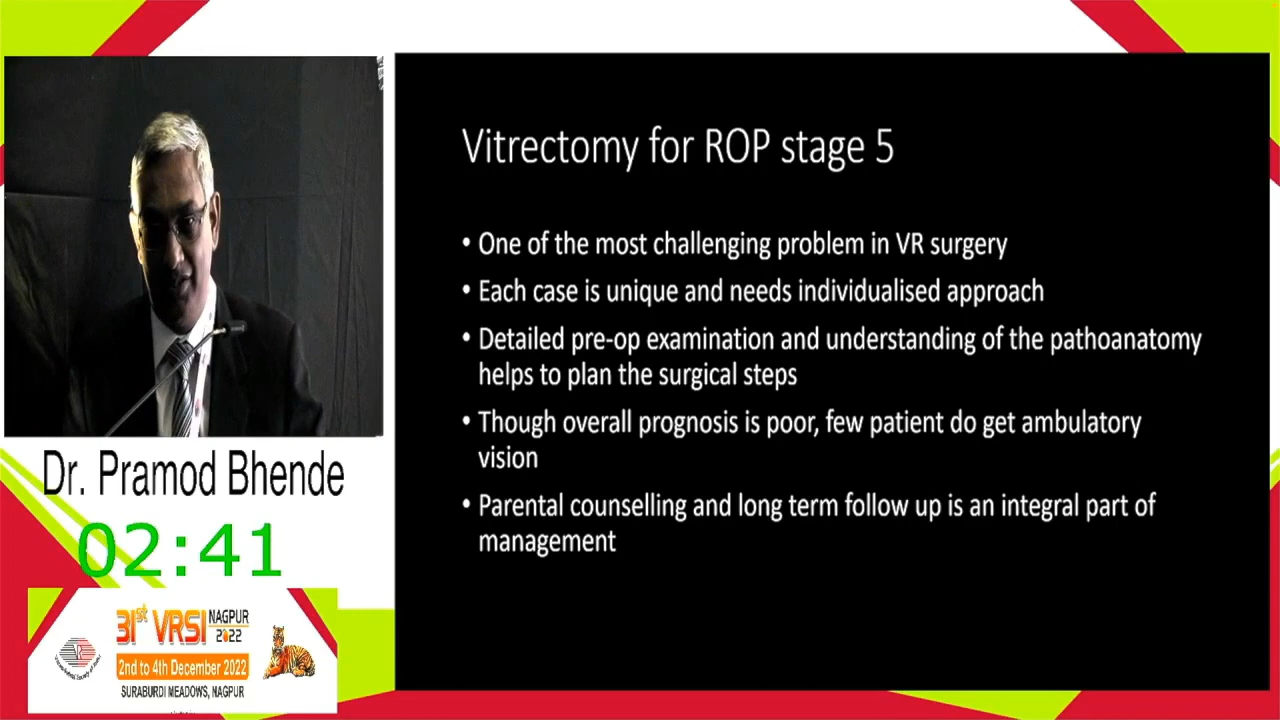 Vitrectomy for ROP stage 5
• One of the most challenging problem in VR surgery
• Each case is unique and needs individualised approach
• Detailed pre-op examination and understanding of the pathoanatomy
helps to plan the surgical steps
• Though overall prognosis is poor, few patient do get ambulatory
vision
• Parental counselling and long term follow up is an integral part of
management
Dr. Pramod Bhende
02:41
31st VRSI NAGPUR
2022
2nd to 4th December 2022
SURABURDI MEADOWS, NAGPUR